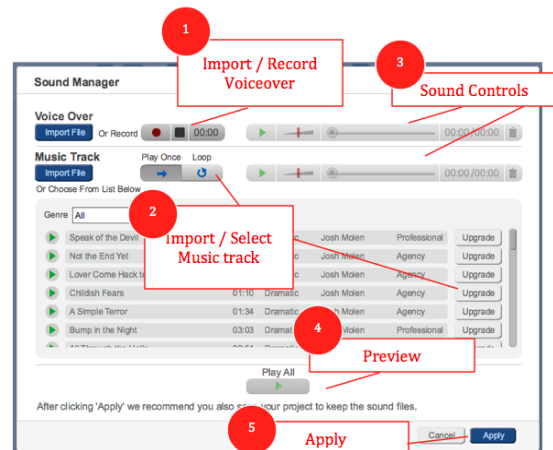 1
Import / Record
Voiceover
3
Sound Controls
Sound Manager
Voice Over
Import File Or Record 00:00 00:00/00:00
Music Track Play Once Loop
Import File 00:00/00:00
Or Choose From List Below
Genre All
2
Import / Select
Music track
Speak of the Devil Josh Molen Professional Upgrade
Not the End Yet Josh Molen Agency Upgrade
Lover Come Hack Josh Molen Agency Upgrade
Childish Fears 01:10 Dramatic Josh Molen Agency Upgrade
A Simple Terror 01:34 Dramatic Josh Molen Agency Upgrade
Bump in the Night 03:03 Josh Molen Professional Upgrade
4
Preview
Play All
After clicking 'Apply' we recommend you also save your project to keep the sound files.
5
Apply
Cancel Apply